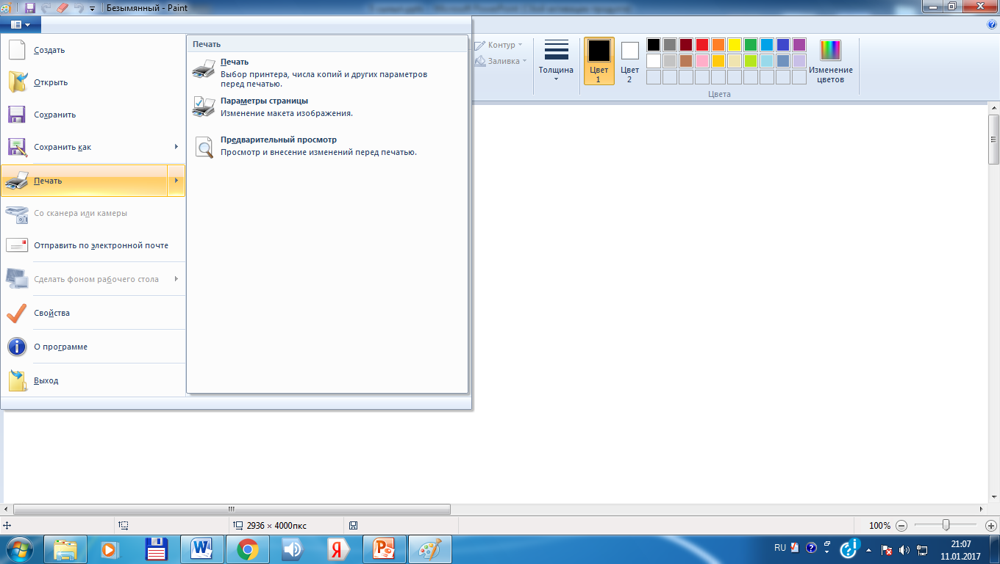 Безымянный - Paint
Создать
Открыть
Сохранить
Сохранить как
Печать
Со сканера или камеры
Отправить по электронной почте
Сделать фоном рабочего стола
Свойства
О программе
Выход
Печать
Печать
Выбор принтера, числа копий и других параметров
перед печатью.
Параметры страницы
Изменение макета изображения.
Предварительный просмотр
Просмотр и внесение изменений перед печатью.
Контур
Заливка
Толщина
Цвет
1
Цвет
2
Изменение
цветов
Цвета
2936 × 4000пкс
100%
RU
21:07
11.01.2017